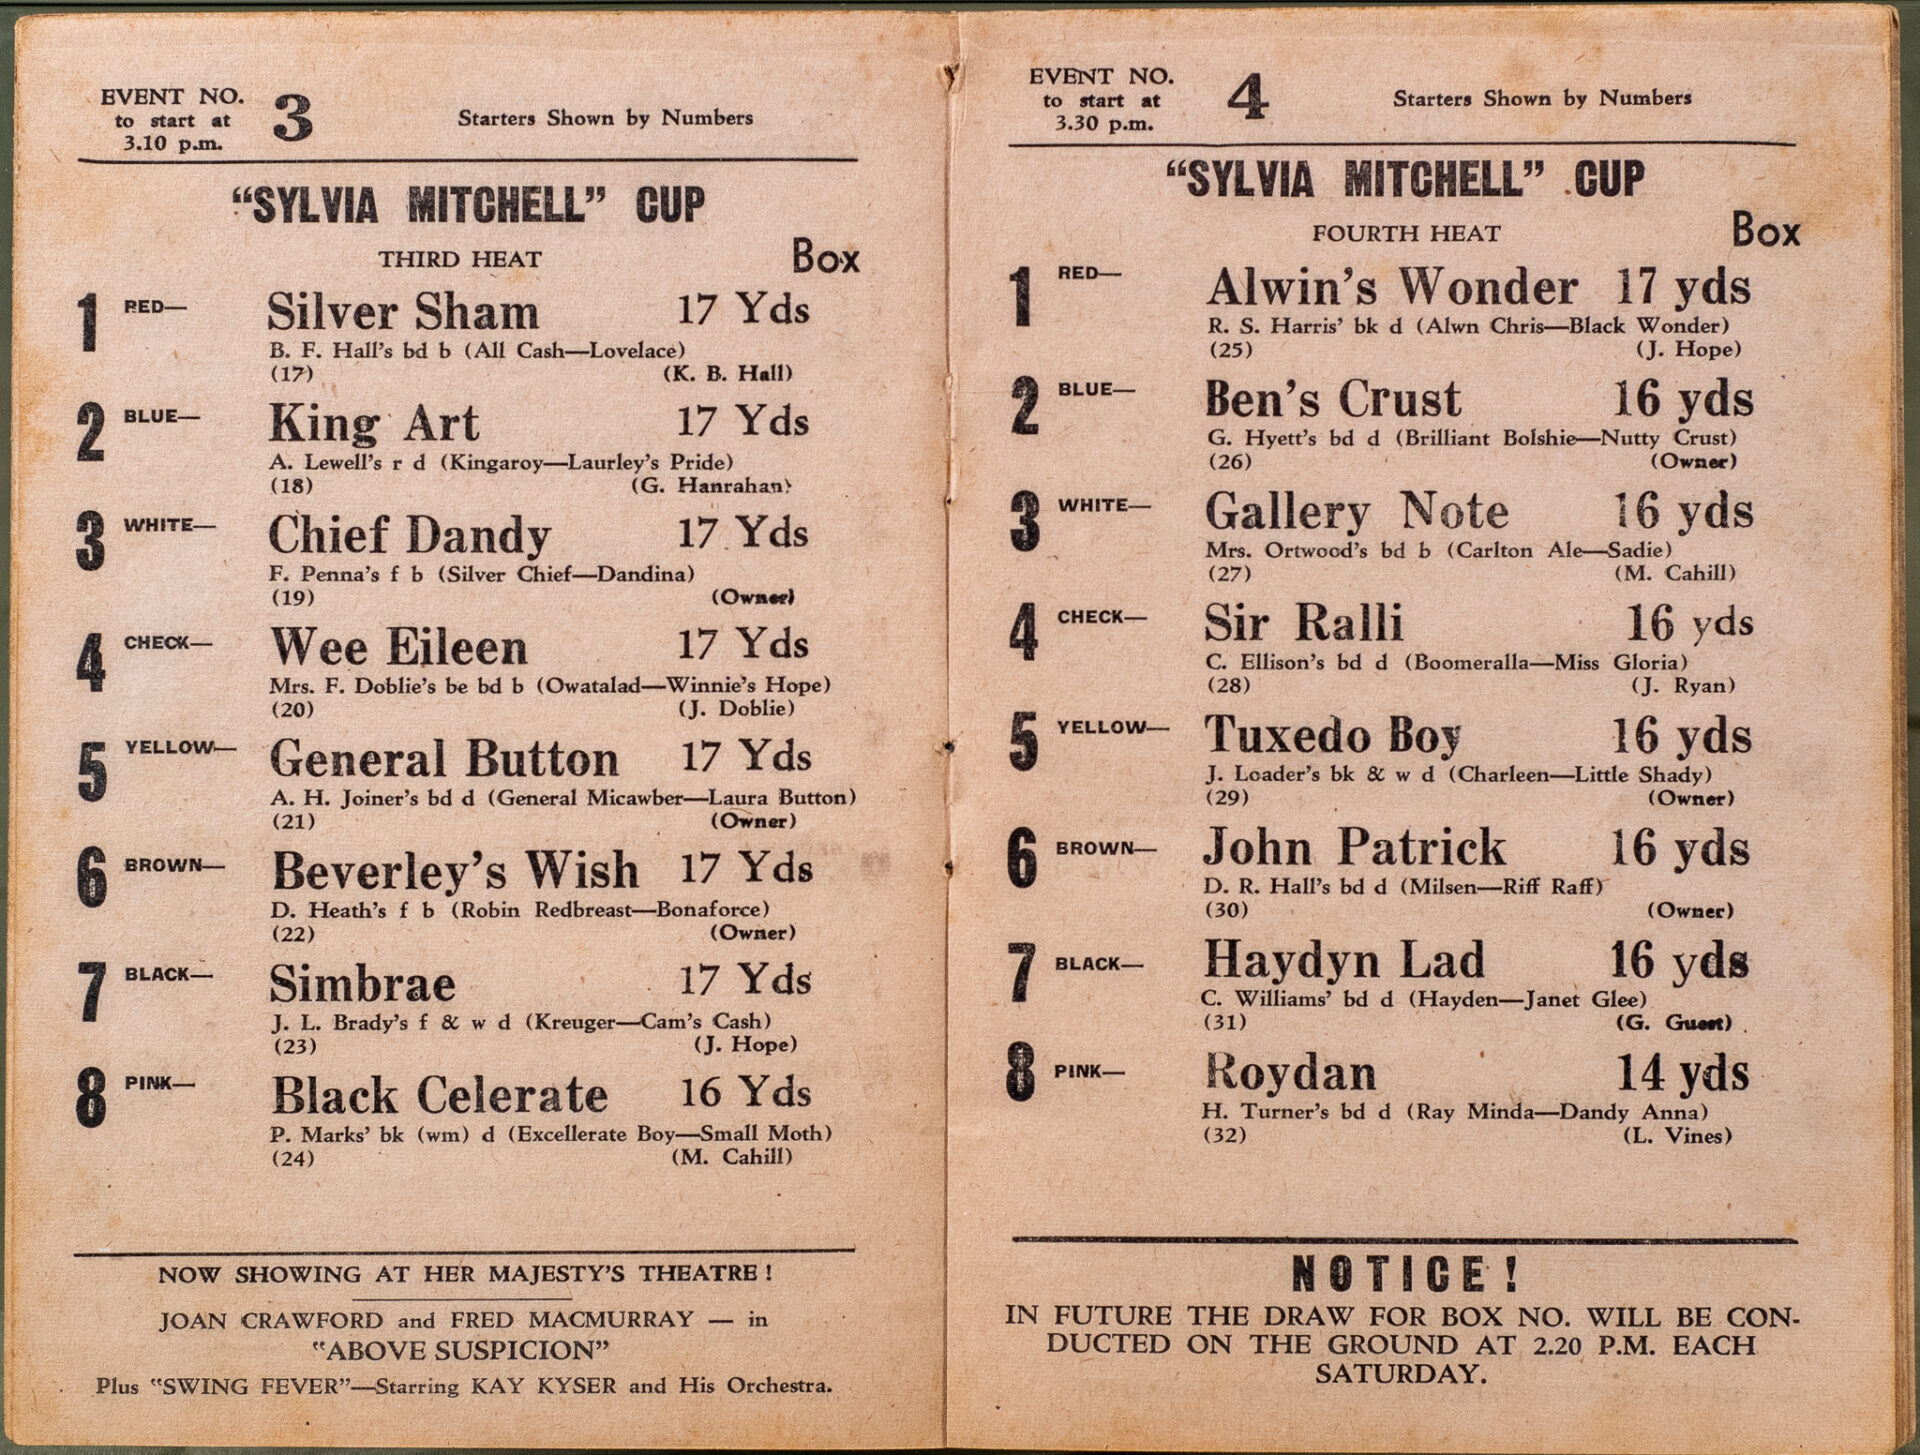 EVENT NO. 3 Starters Shown by Numbers
to start at
3.10 p.m.
“SYLVIA MITCHELL” CUP
THIRD HEAT Box
1 RED— Silver Sham 17 Yds
B. F. Hall's bd b (All Cash—Lovelace)
(17) (K. B. Hall)
2 BLUE— King Art 17 Yds
A. Lewell's r d (Kingaroy—Laurley's Pride)
(18) (G. Hanrahan)
3 WHITE— Chief Dandy 17 Yds
F. Penna's f b (Silver Chief—Dandina)
(19) (Owner)
4 CHECK— Wee Eileen 17 Yds
Mrs. F. Doblie's be bd b (Owatalad—Winnie's Hope)
(20) (J. Doblie)
5 YELLOW— General Button 17 Yds
A. H. Joiner's bd d (General Micawber—Laura Button)
(21) (Owner)
6 BROWN— Beverley's Wish 17 Yds
D. Heath's f b (Robin Redbreast—Bonaforce)
(22) (Owner)
7 BLACK— Simbrae 17 Yds
J. L. Brady's f & w d (Kreuger—Cam's Cash)
(23) (J. Hope)
8 PINK— Black Celerate 16 Yds
P. Marks' bk (wm) d (Excellerate Boy—Small Moth)
(24) (M. Cahill)
NOW SHOWING AT HER MAJESTY'S THEATRE !
JOAN CRAWFORD and FRED MACMURRAY — in
“ABOVE SUSPICION”
Plus “SWING FEVER”—Starring KAY KYSER and His Orchestra.
EVENT NO. 4 Starters Shown by Numbers
to start at
3.30 p.m.
“SYLVIA MITCHELL” CUP
FOURTH HEAT Box
1 RED— Alwin's Wonder 17 yds
R. S. Harris' bk d (Alwn Chris—Black Wonder)
(25) (J. Hope)
2 BLUE— Ben's Crust 16 yds
G. Hyett's bd d (Brilliant Bolshie—Nutty Crust)
(26) (Owner)
3 WHITE— Gallery Note 16 yds
Mrs. Ortwood's bd b (Carlton Ale—Sadie)
(27) (M. Cahill)
4 CHECK— Sir Ralli 16 yds
C. Ellison's bd d (Boomeralla—Miss Gloria)
(28) (J. Ryan)
5 YELLOW— Tuxedo Boy 16 yds
J. Loader's bk & w d (Charleen—Little Shady)
(29) (Owner)
6 BROWN— John Patrick 16 yds
D. R. Hall's bd d (Milsen—Riff Raff)
(30) (Owner)
7 BLACK— Haydyn Lad 16 yds
C. Williams' bd d (Hayden—Janet Glee)
(31) (G. Guest)
8 PINK— Roydan 14 yds
H. Turner's bd d (Ray Minda—Dandy Anna)
(32) (L. Vines)
NOTICE !
IN FUTURE THE DRAW FOR BOX NO. WILL BE CON-
DUCTED ON THE GROUND AT 2.20 P.M. EACH
SATURDAY.